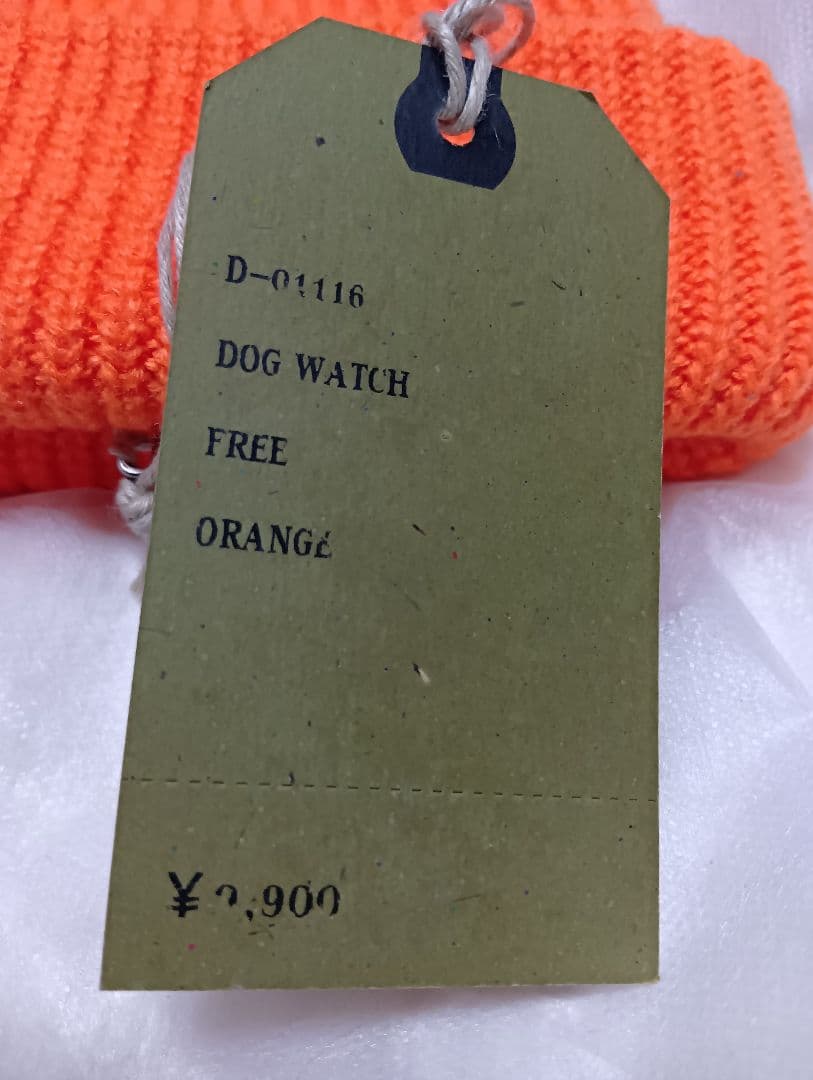 D-01116
DOG WATCH
FREE
ORANGE